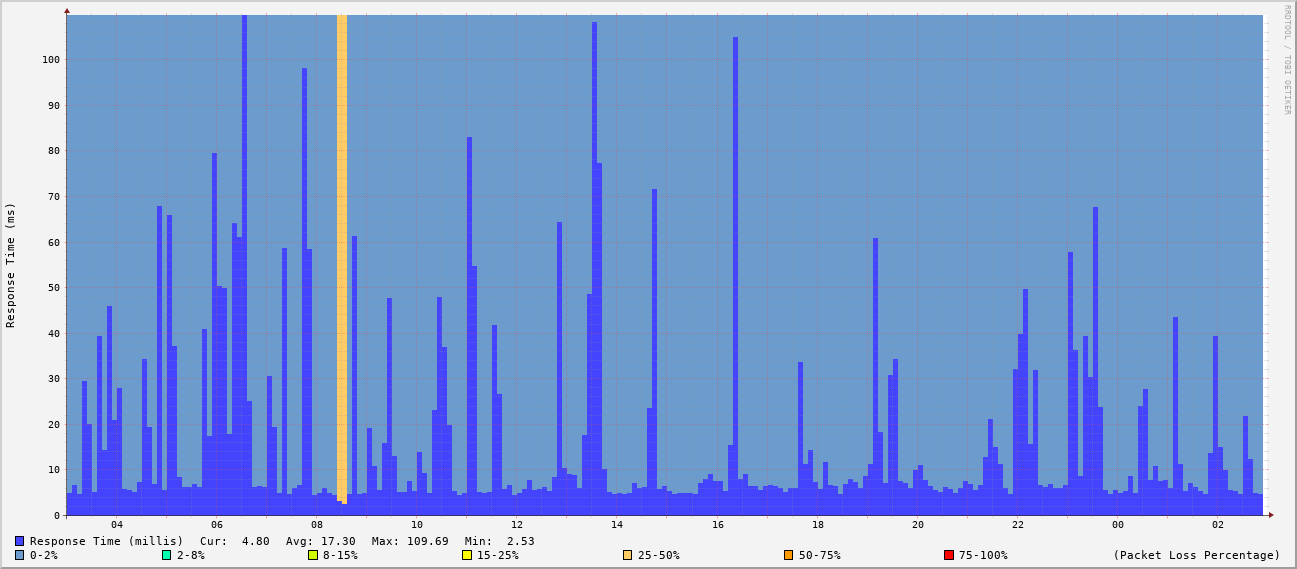 RRDTOOL / TOBI OETIKER
Response Time (ms)
100
90
80
70
60
50
40
30
20
10
0
04 06 08 10 12 14 16 18 20 22 00 02
Response Time (millis) Cur: 4.80 Avg: 17.30 Max: 109.69 Min: 2.53
0-2% 2-8% 8-15% 15-25% 25-50% 50-75% 75-100% (Packet Loss Percentage)